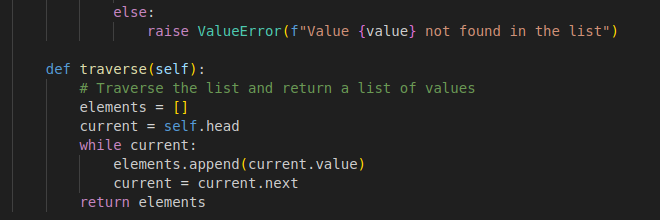 else:
raise ValueError(f"Value {value} not found in the list")
def traverse(self):
# Traverse the list and return a list of values
elements = []
current = self.head
while current:
elements.append(current.value)
current = current.next
return elements